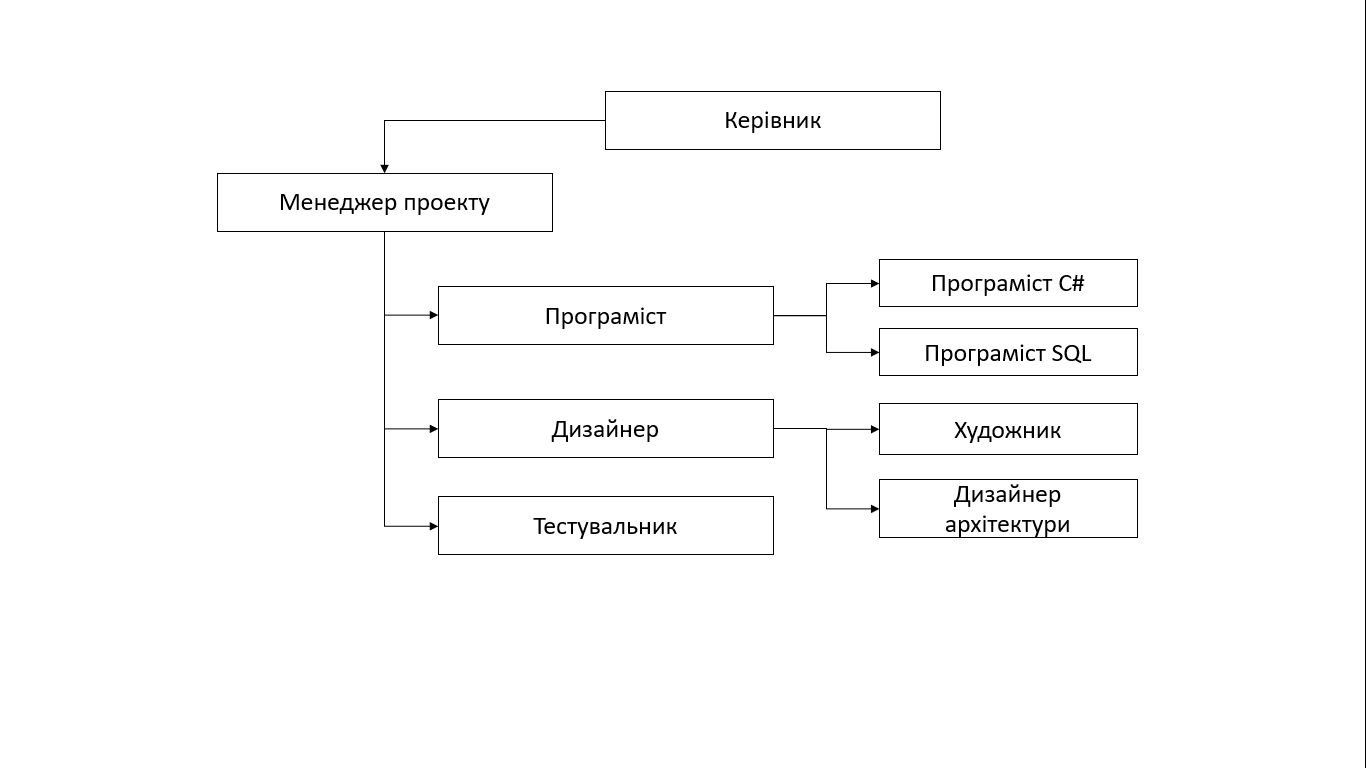 Керівник
Менеджер проекту
Програміст
Програміст C#
Програміст SQL
Дизайнер
Художник
Дизайнер
архітектури
Тестувальник